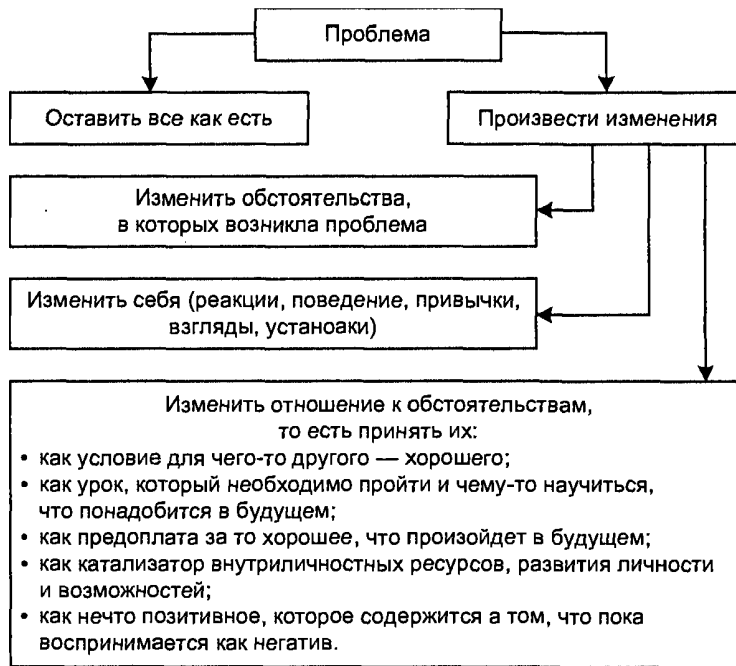 Проблема
Оставить все как есть
Произвести изменения
Изменить обстоятельства,
в которых возникла проблема
Изменить себя (реакции, поведение, привычки,
взгляды, устаноаки)
Изменить отношение к обстоятельствам,
то есть принять их:
• как условие для чего-то другого — хорошего;
• как урок, который необходимо пройти и чему-то научиться,
что понадобится в будущем;
• как предоплата за то хорошее, что произойдет в будущем;
• как катализатор внутриличностных ресурсов, развития личности
и возможностей;
• как нечто позитивное, которое содержится а том, что пока
воспринимается как негатив.